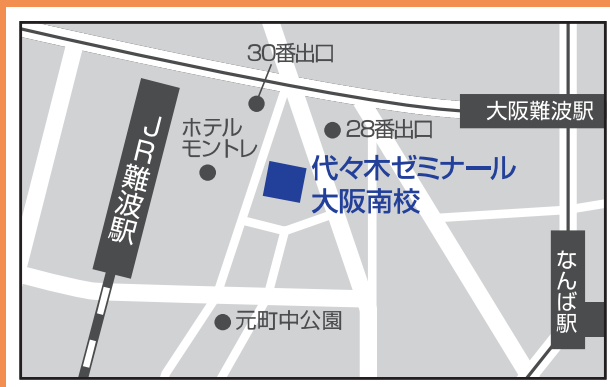 30番出口
大阪難波駅
28番出口
ホテル
モントレ
JR難波駅
代々木ゼミナール
大阪南校
なんば駅
元町中公園